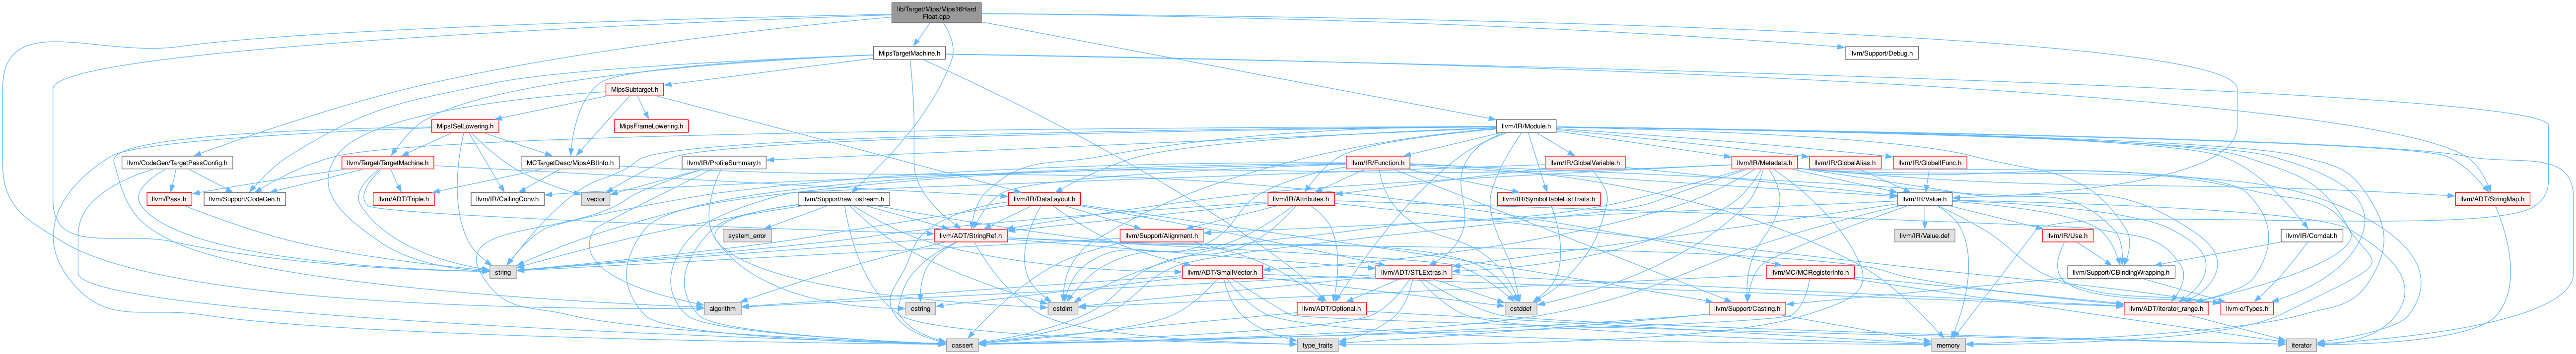 lib/Target/Mips/Mips16Hard
Float.cpp
MipsTargetMachine.h
llvm/Support/Debug.h
MipsSubtarget.h
MipsISelLowering.h
MipsFrameLowering.h
llvm/IR/Module.h
llvm/CodeGen/TargetPassConfig.h
llvm/Target/TargetMachine.h
MCTargetDesc/MipsABIInfo.h
llvm/IR/ProfileSummary.h
llvm/IR/Function.h
llvm/IR/GlobalVariable.h
llvm/IR/Metadata.h
llvm/IR/GlobalAlias.h
llvm/IR/GlobalIFunc.h
llvm/Pass.h
llvm/Support/CodeGen.h
llvm/ADT/Triple.h
llvm/IR/CallingConv.h
vector
llvm/Support/raw_ostream.h
llvm/IR/DataLayout.h
llvm/IR/Attributes.h
llvm/IR/SymbolTableListTraits.h
llvm/IR/Value.h
llvm/ADT/StringMap.h
system_error
llvm/ADT/StringRef.h
llvm/Support/Alignment.h
llvm/IR/Value.def
llvm/IR/Use.h
llvm/IR/Comdat.h
string
llvm/ADT/SmallVector.h
llvm/ADT/STLExtras.h
llvm/MC/MCRegisterInfo.h
llvm/Support/CBindingWrapping.h
algorithm
cstring
cstdint
llvm/ADT/Optional.h
cstddef
llvm/Support/Casting.h
llvm/ADT/iterator_range.h
llvm-c/Types.h
cassert
type_traits
memory
iterator